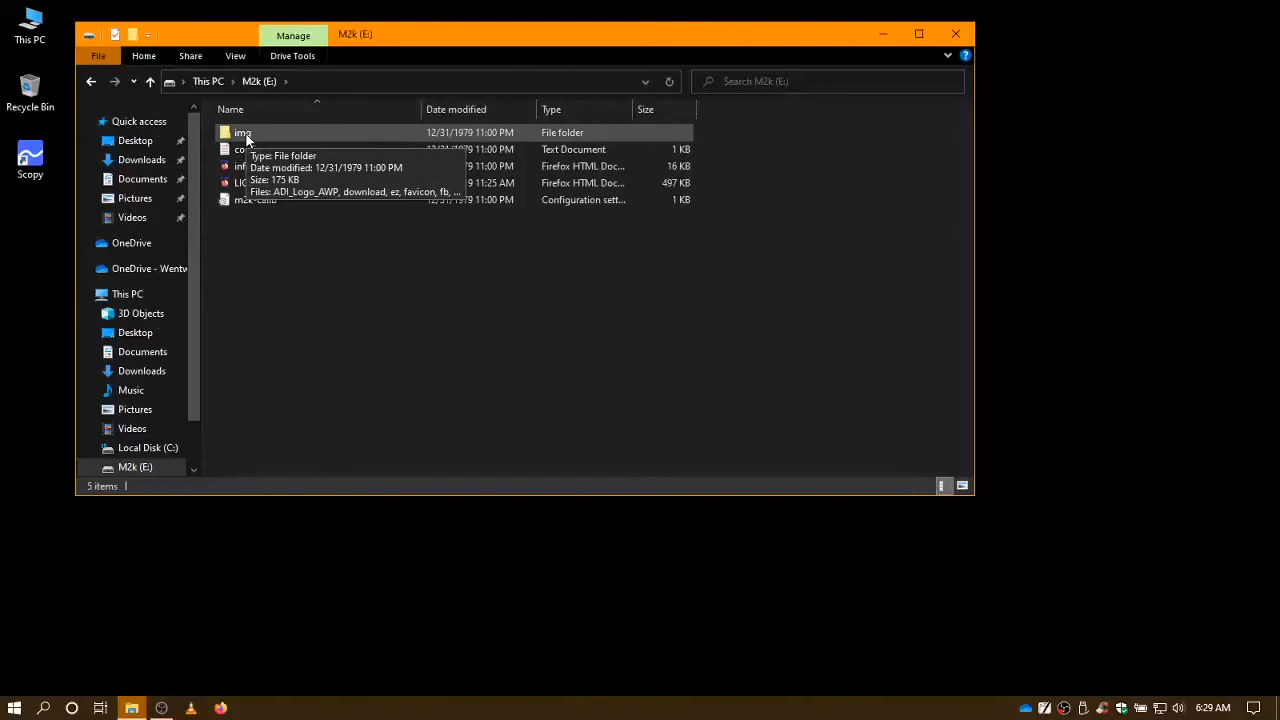 This PC
Recycle Bin
Scopy
Manage
M2k (E:)
File
Home
Share
View
Drive Tools
This PC
M2k (E:)
Search M2k (E:)
Name
Date modified
Type
Size
img
12/31/1979 11:00 PM
File folder
12/31/1979 11:00 PM
Text Document
1 KB
12/31/1979 11:00 PM
Firefox HTML Doc...
16 KB
11:25 AM
Firefox HTML Doc...
497 KB
m2k-calib
12/31/1979 11:00 PM
Configuration sett...
1 KB
Type: File folder
Date modified: 12/31/1979 11:00 PM
Size: 175 KB
Files: ADI_Logo_AWP, download, ez, favicon, fb, ...
Quick access
Desktop
Downloads
Documents
Pictures
Videos
OneDrive
OneDrive - Wentw
This PC
3D Objects
Desktop
Documents
Downloads
Music
Pictures
Videos
Local Disk (C:)
M2k (E:)
5 items
6:29 AM